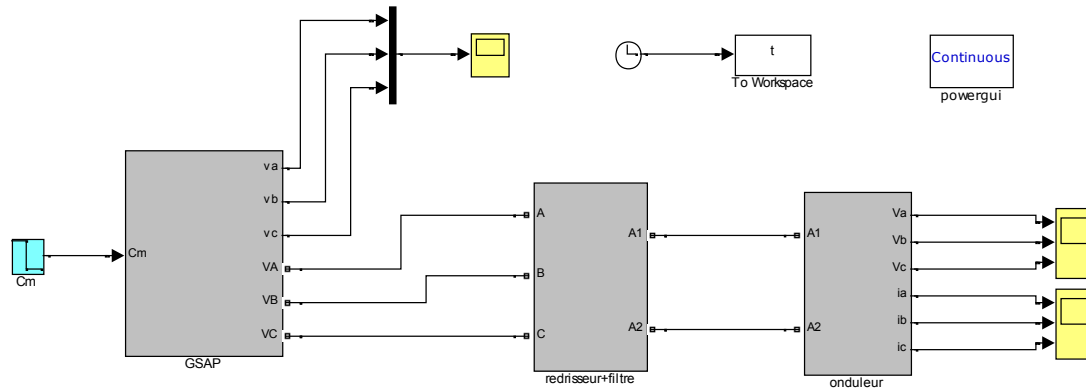 t
To Workspace
Continuous
powergui
Cm
Cm
va
vb
vc
VA
VB
VC
GSAP
A
B
C
A1
A2
redrisseur+filtre
A1
A2
Va
Vb
Vc
ia
ib
ic
onduleur